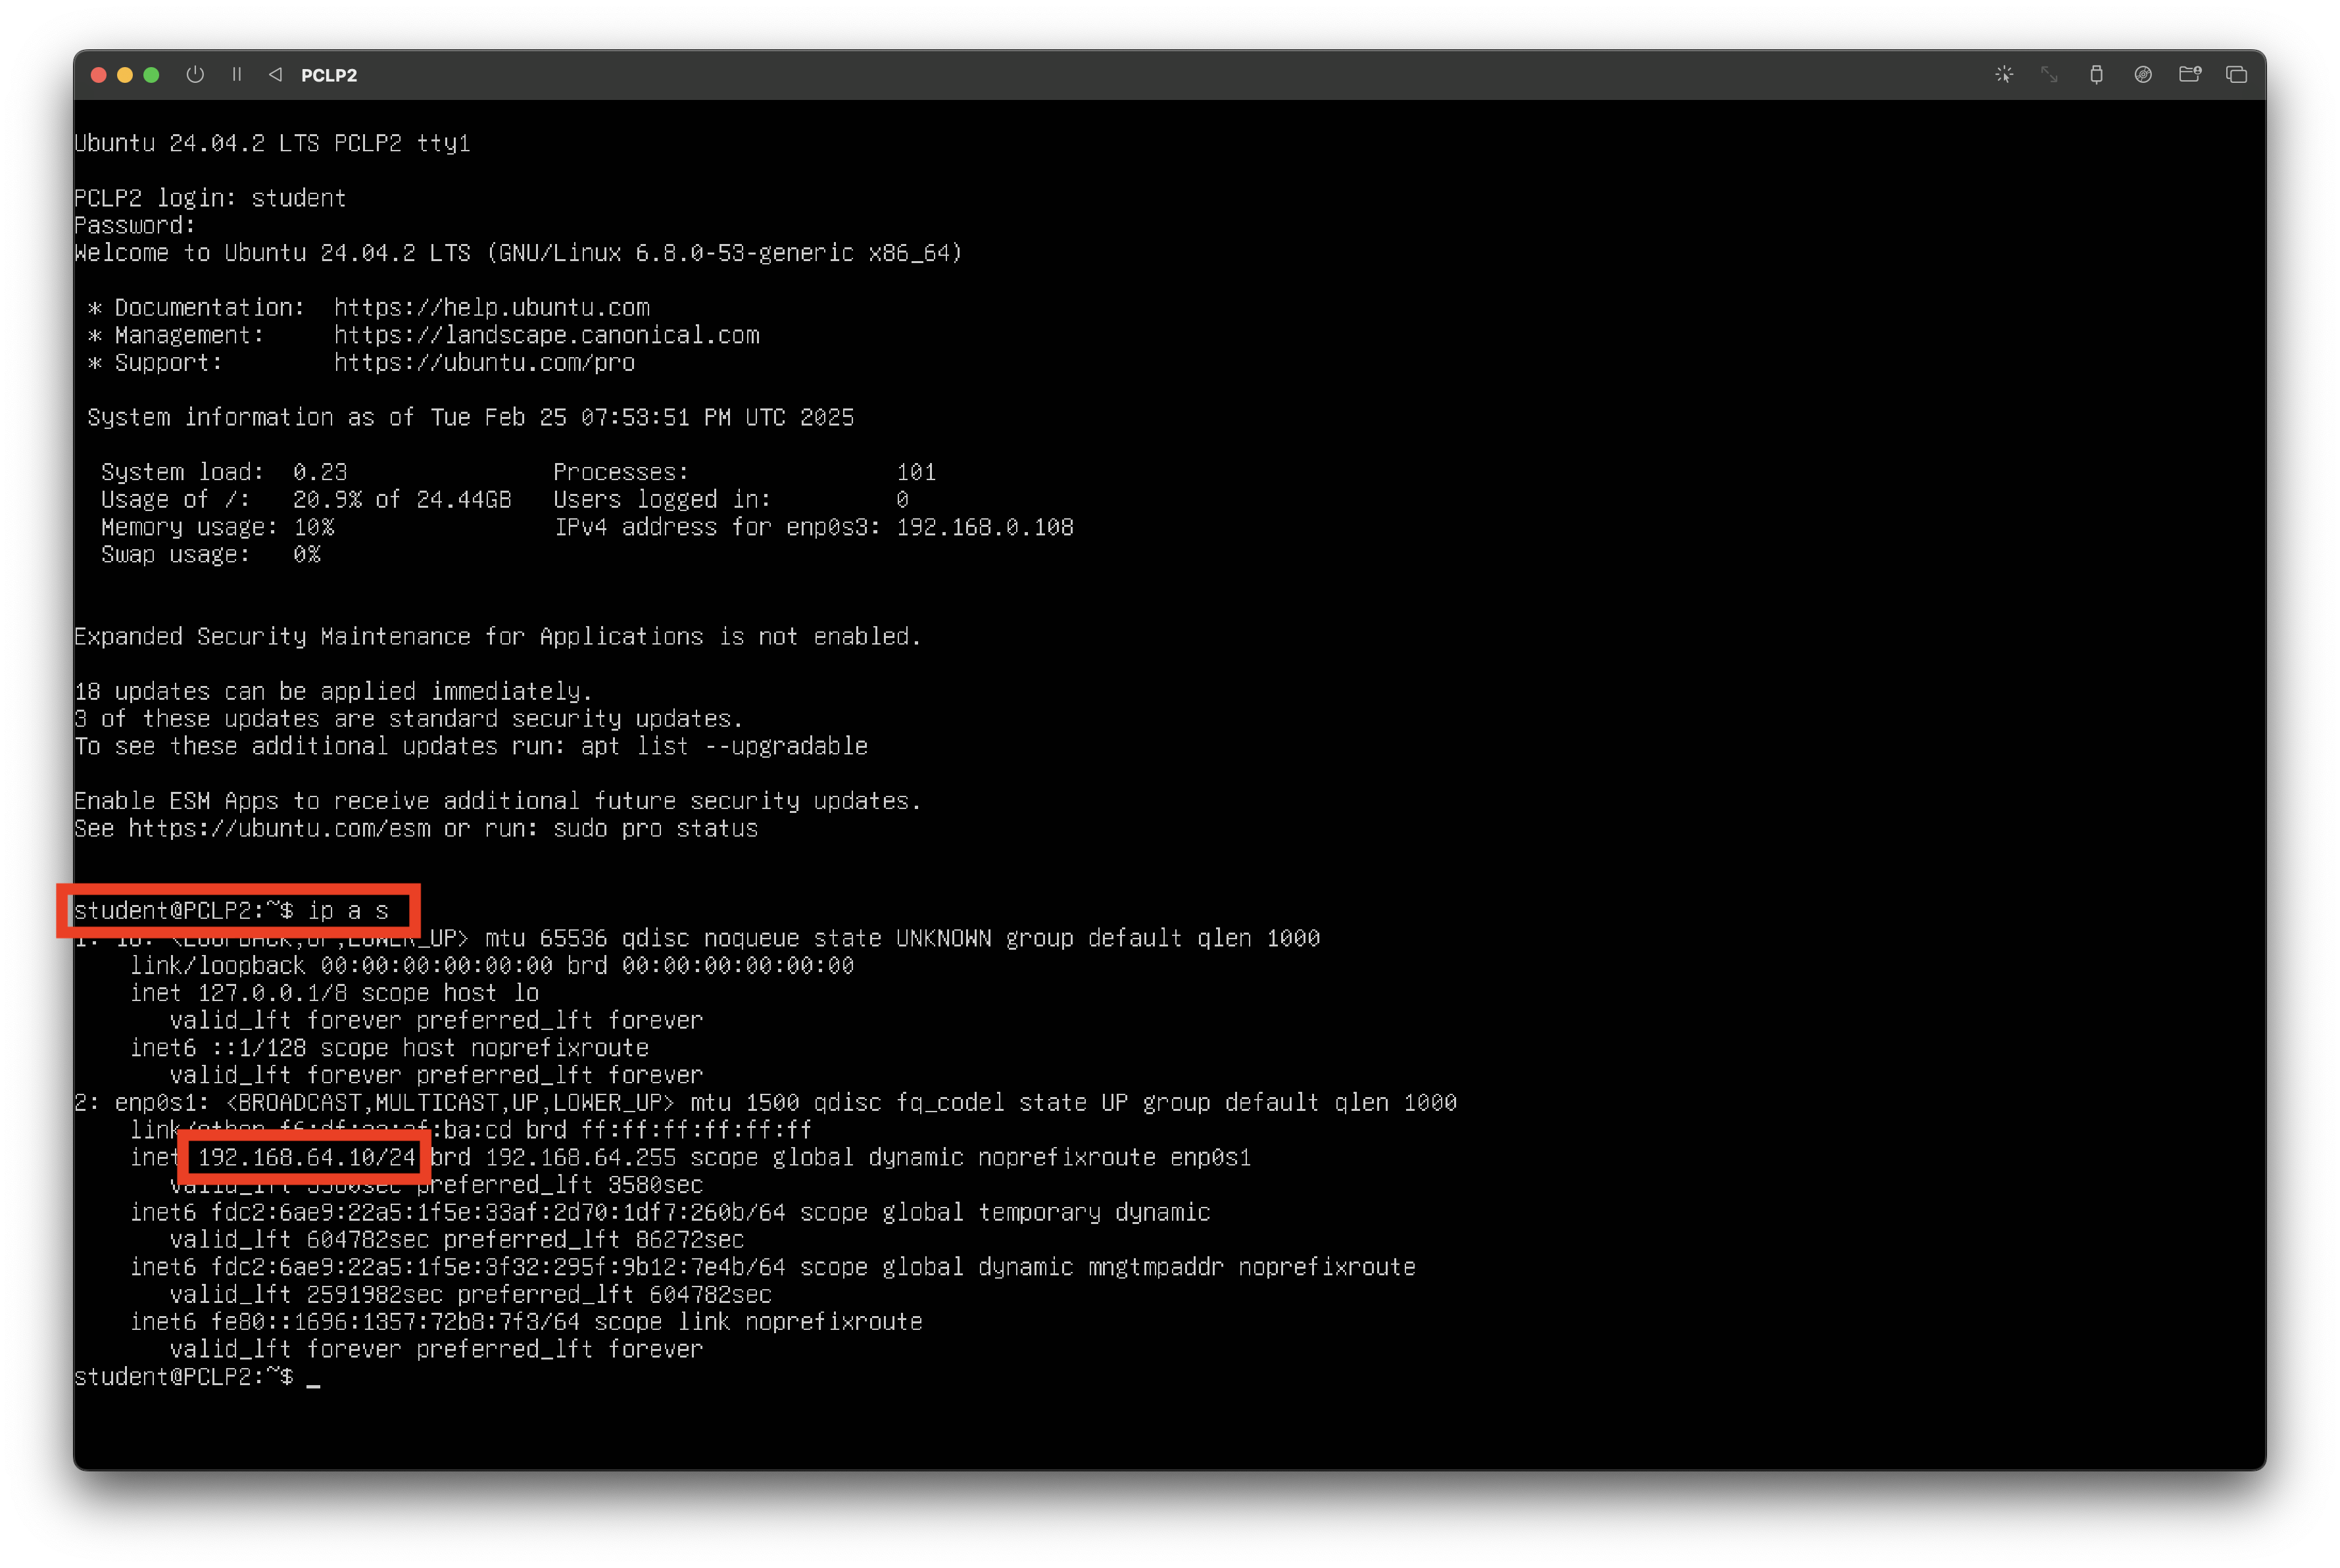 PCLP2
Ubuntu 24.04.2 LTS PCLP2 tty1
PCLP2 login: student
Password:
Welcome to Ubuntu 24.04.2 LTS (GNU/Linux 6.8.0-53-generic x86_64)
* Documentation: https://help.ubuntu.com
* Management: https://landscape.canonical.com
* Support: https://ubuntu.com/pro
System information as of Tue Feb 25 07:53:51 PM UTC 2025
System load: 0.23 Processes: 101
Usage of /: 20.9% of 24.44GB Users logged in: 0
Memory usage: 10% IPv4 address for enp0s3: 192.168.0.108
Swap usage: 0%
Expanded Security Maintenance for Applications is not enabled.
18 updates can be applied immediately.
3 of these updates are standard security updates.
To see these additional updates run: apt list --upgradable
Enable ESM Apps to receive additional future security updates.
See https://ubuntu.com/esm or run: sudo pro status
student@PCLP2:~$ ip a s
1: lo: <LOOPBACK,UP,LOWER_UP> mtu 65536 qdisc noqueue state UNKNOWN group default qlen 1000
link/loopback 00:00:00:00:00:00 brd 00:00:00:00:00:00
inet 127.0.0.1/8 scope host lo
valid_lft forever preferred_lft forever
inet6 ::1/128 scope host noprefixroute
valid_lft forever preferred_lft forever
2: enp0s1: <BROADCAST,MULTICAST,UP,LOWER_UP> mtu 1500 qdisc fq_codel state UP group default qlen 1000
brd ff:ff:ff:ff:ff:ff
inet 192.168.64.10/24 brd 192.168.64.255 scope global dynamic noprefixroute enp0s1
valid_lft 3580sec preferred_lft 3580sec
inet6 fdc2:6ae9:22a5:1f5e:33af:2d70:1df7:260b/64 scope global temporary dynamic
valid_lft 604782sec preferred_lft 86272sec
inet6 fdc2:6ae9:22a5:1f5e:3f32:295f:9b12:7e4b/64 scope global dynamic mngtmpaddr noprefixroute
valid_lft 2591982sec preferred_lft 604782sec
inet6 fe80::1696:1357:72b8:7f3/64 scope link noprefixroute
valid_lft forever preferred_lft forever
student@PCLP2:~$ _